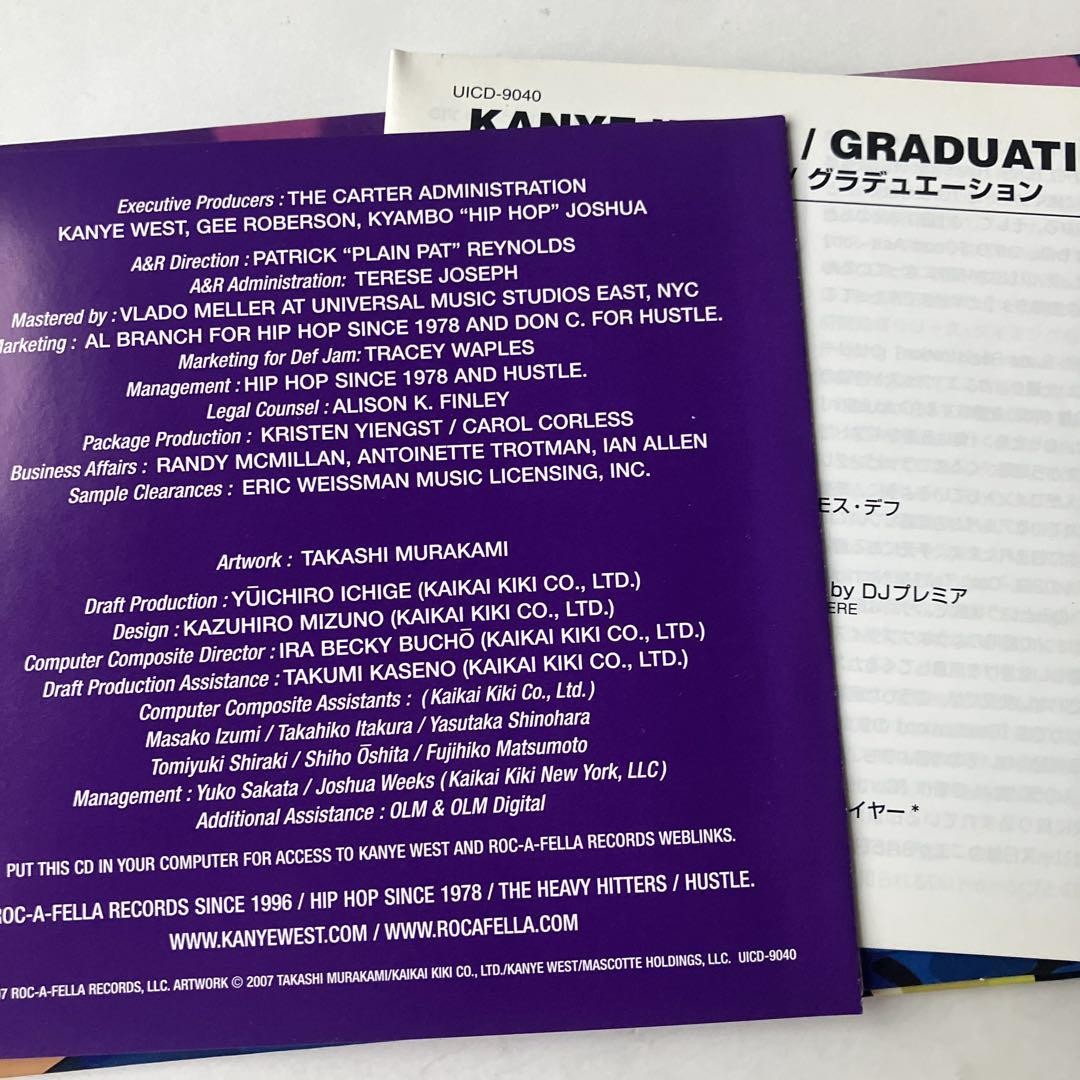 Executive Producers : THE CARTER ADMINISTRATION
KANYE WEST, GEE ROBERSON, KYAMBO “HIP HOP” JOSHUA
A&R Direction : PATRICK “PLAIN PAT” REYNOLDS
A&R Administration: TERESE JOSEPH
Mastered by : VLADO MELLER AT UNIVERSAL MUSIC STUDIOS EAST, NYC
arketing : AL BRANCH FOR HIP HOP SINCE 1978 AND DON C. FOR HUSTLE.
Marketing for Def Jam: TRACEY WAPLES
Management : HIP HOP SINCE 1978 AND HUSTLE.
Legal Counsel : ALISON K. FINLEY
Package Production : KRISTEN YIENGST / CAROL CORLESS
Business Affairs : RANDY MCMILLAN, ANTOINETTE TROTMAN, IAN ALLEN
Sample Clearances : ERIC WEISSMAN MUSIC LICENSING, INC.
Artwork : TAKASHI MURAKAMI
Draft Production : YŪICHIRO ICHIGE (KAIKAI KIKI CO., LTD.)
Design : KAZUHIRO MIZUNO (KAIKAI KIKI CO., LTD.)
Computer Composite Director : IRA BECKY BUCHŌ (KAIKAI KIKI CO., LTD.)
Draft Production Assistance : TAKUMI KASENO (KAIKAI KIKI CO., LTD.)
Computer Composite Assistants : (Kaikai Kiki Co., Ltd.)
Masako Izumi / Takahiko Itakura / Yasutaka Shinohara
Tomiyuki Shiraki / Shiho Ōshita / Fujihiko Matsumoto
Management : Yuko Sakata / Joshua Weeks (Kaikai Kiki New York, LLC)
Additional Assistance : OLM & OLM Digital
PUT THIS CD IN YOUR COMPUTER FOR ACCESS TO KANYE WEST AND ROC-A-FELLA RECORDS WEBLINKS.
ROC-A-FELLA RECORDS SINCE 1996 / HIP HOP SINCE 1978 / THE HEAVY HITTERS / HUSTLE.
WWW.KANYEWEST.COM / WWW.ROCAFELLA.COM
7 ROC-A-FELLA RECORDS, LLC. ARTWORK © 2007 TAKASHI MURAKAMI/KAIKAI KIKI CO., LTD./KANYE WEST/MASCOTTE HOLDINGS, LLC. UICD-9040
UICD-9040
KANYE / GRADUATI
/ グラデュエーション
モス・デフ
by DJプレミア
ERE
イヤー*